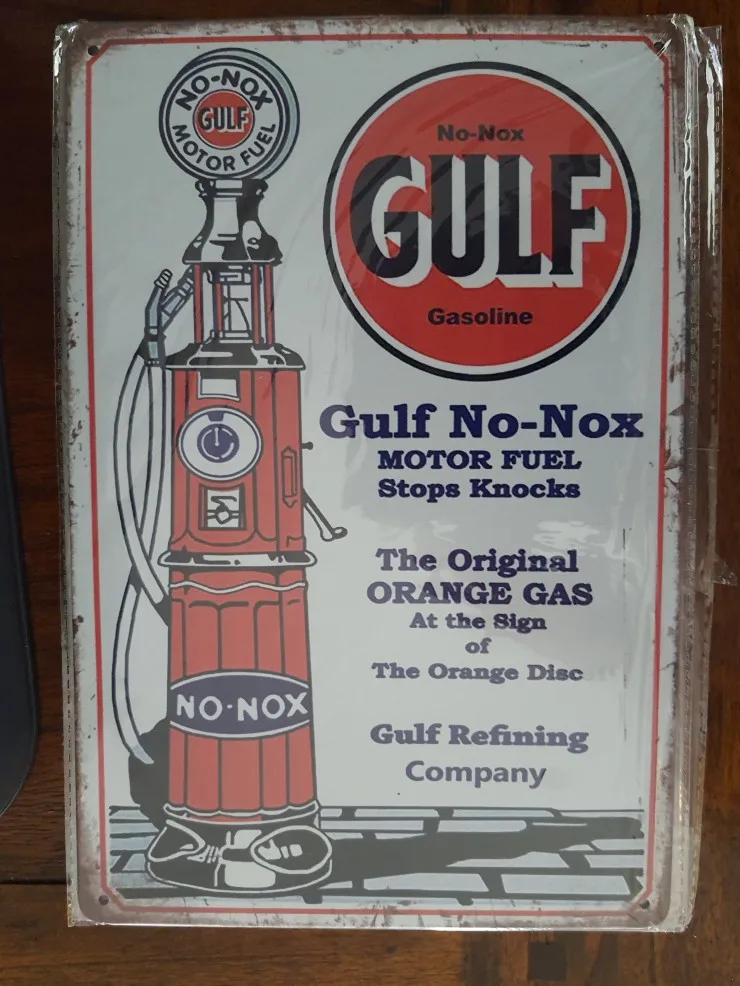 NO-NOX
GULF
MOTOR FUEL
No-Nox
GULF
Gasoline
Gulf No-Nox
MOTOR FUEL
Stops Knocks
The Original
ORANGE GAS
At the Sign
of
The Orange Disc
NO-NOX
Gulf Refining
Company